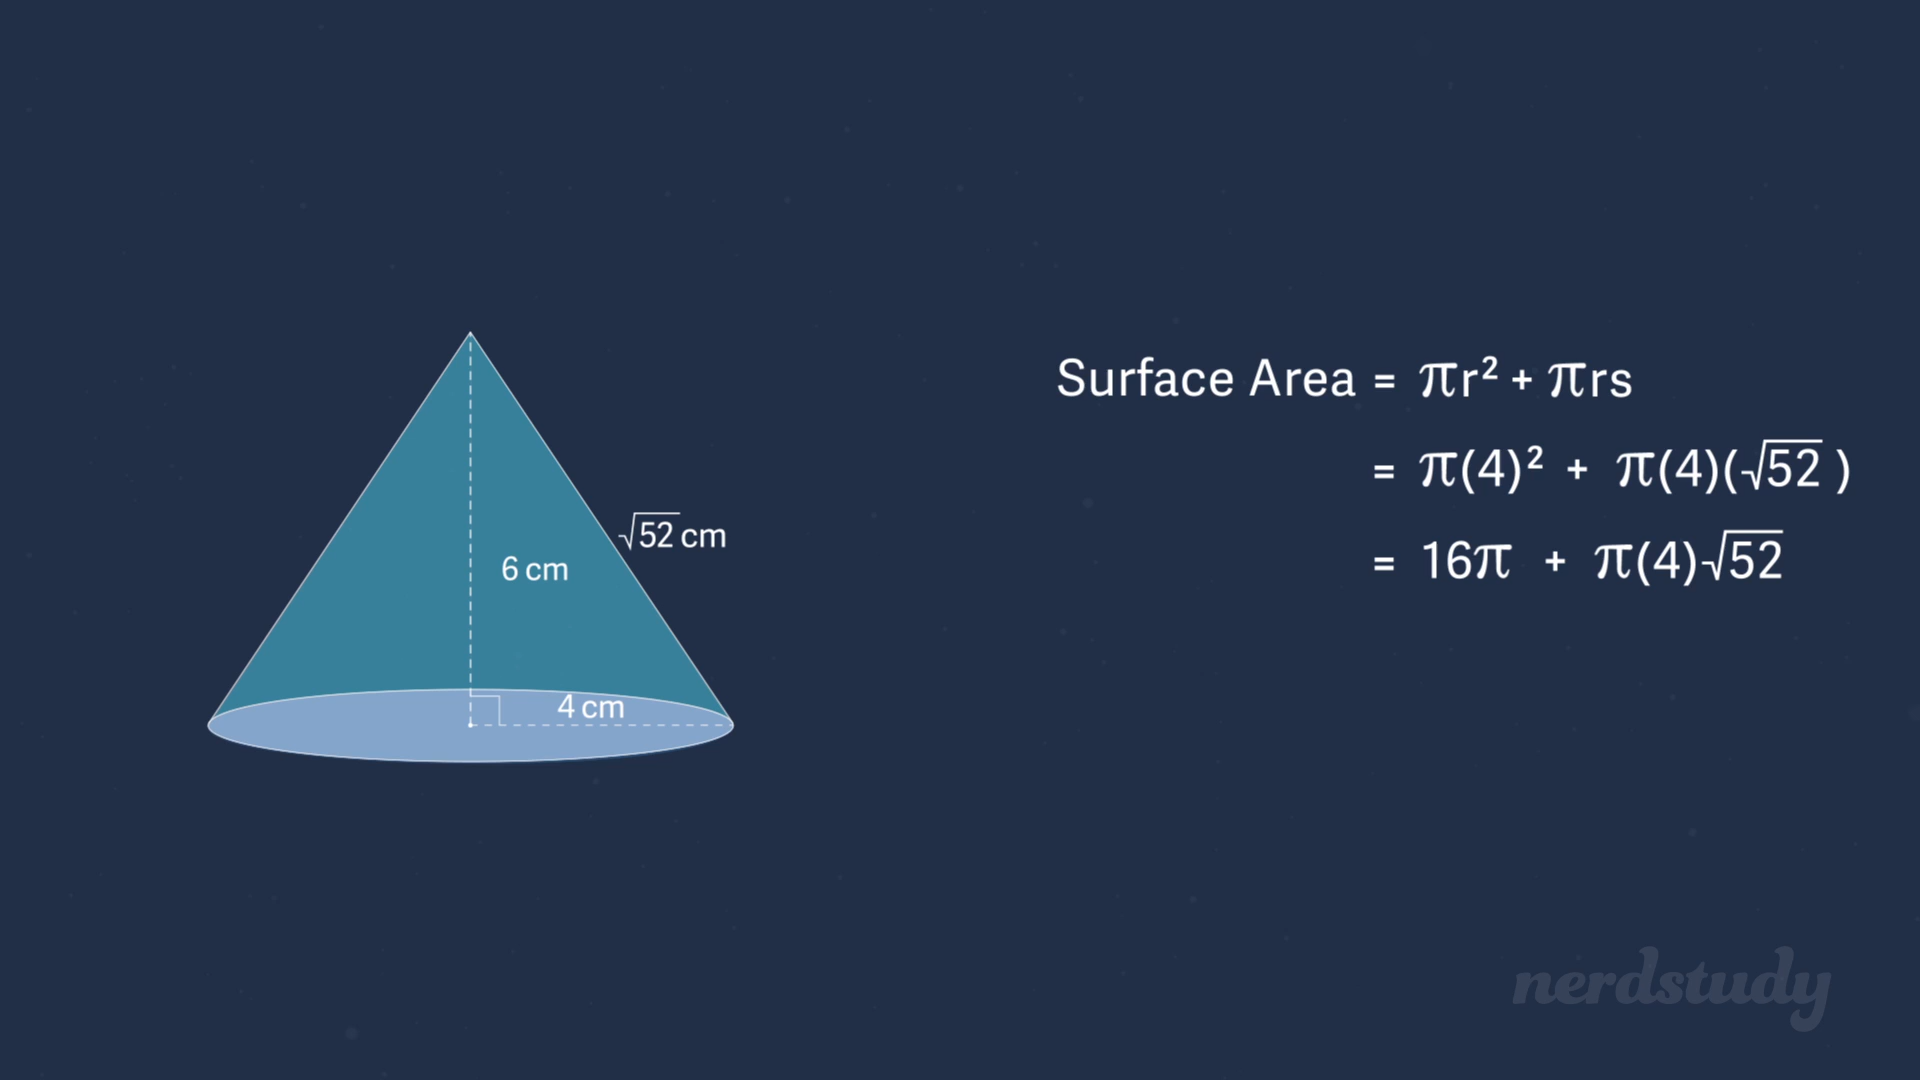 Surface Area = πr² + πrs
= π(4)² + π(4)(√52)
= 16π + π(4)√52
√52 cm
6 cm
4 cm
nerdstudy